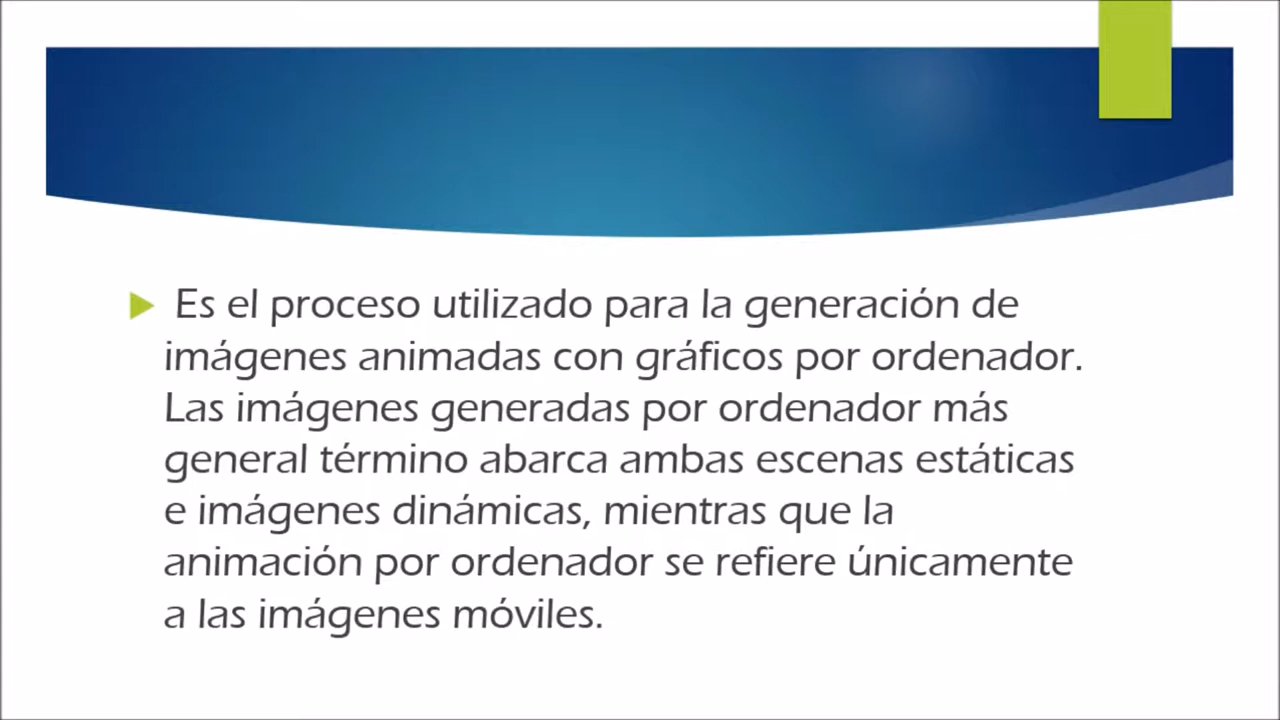 Es el proceso utilizado para la generación de
imágenes animadas con gráficos por ordenador.
Las imágenes generadas por ordenador más
general término abarca ambas escenas estáticas
e imágenes dinámicas, mientras que la
animación por ordenador se refiere únicamente
a las imágenes móviles.